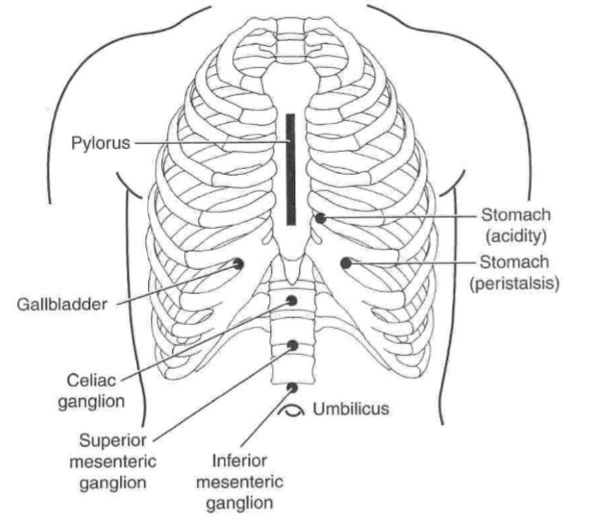 Pylorus
Stomach
(acidity)
Stomach
(peristalsis)
Gallbladder
Celiac
ganglion
Umbilicus
Superior
mesenteric
ganglion
Inferior
mesenteric
ganglion